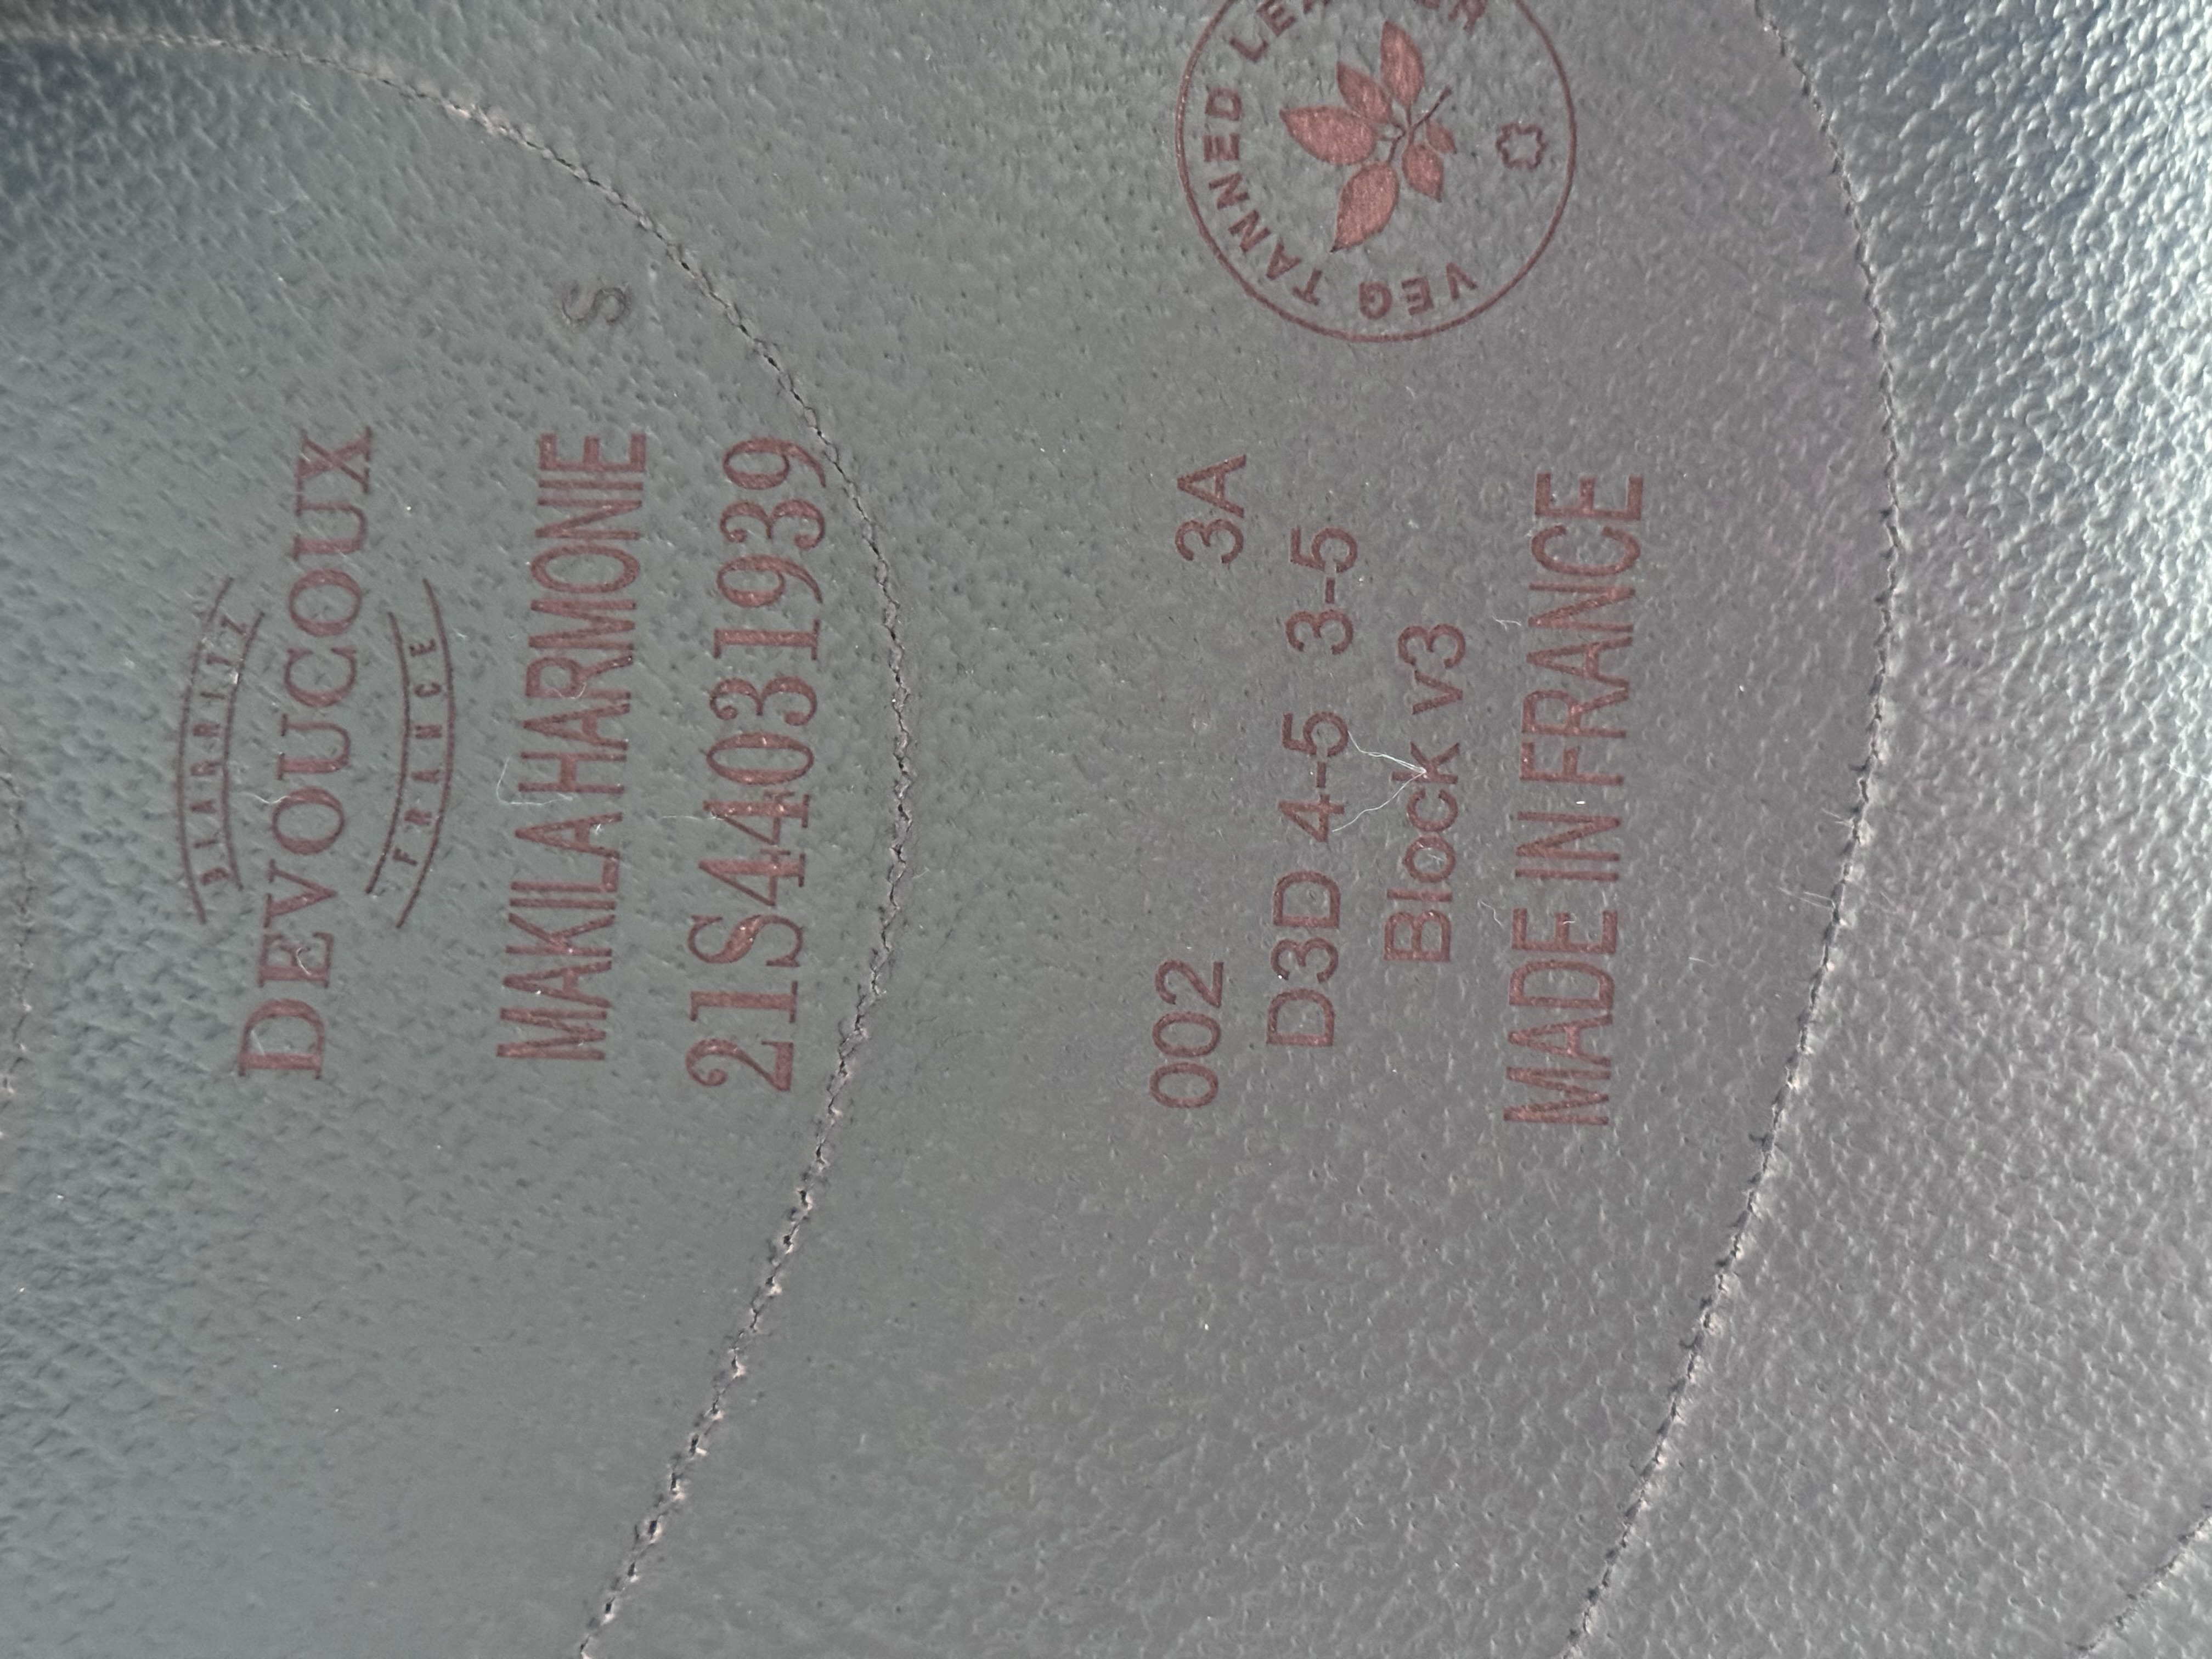 BIARRITZ
DEVOUCOUX
FRANCE
MAKILA HARMONIE S
21S44031939
002 3A
D3D 4-5 3-5
Block v3
MADE IN FRANCE
VEG TANNED